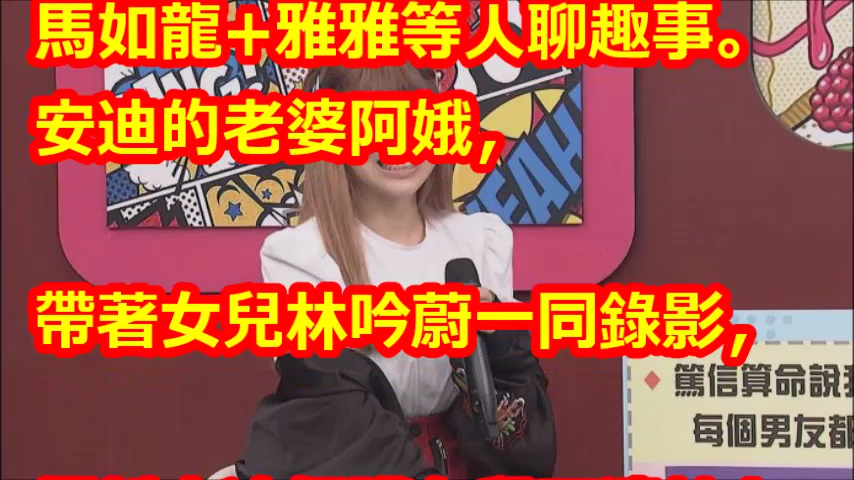 馬如龍+雅雅等人聊趣事。
安迪的老婆阿娥，
帶著女兒林吟蔚一同錄影，
篤信算命說
每個男友都